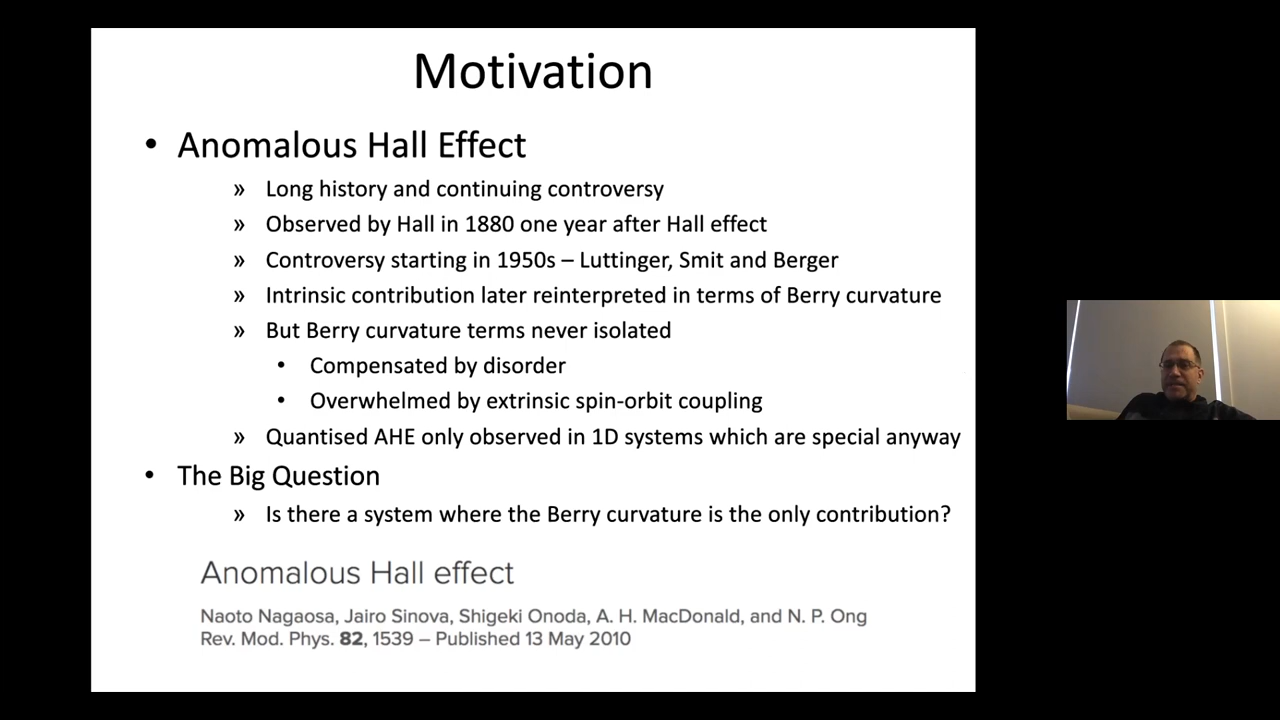 Motivation
• Anomalous Hall Effect
» Long history and continuing controversy
» Observed by Hall in 1880 one year after Hall effect
» Controversy starting in 1950s – Luttinger, Smit and Berger
» Intrinsic contribution later reinterpreted in terms of Berry curvature
» But Berry curvature terms never isolated
• Compensated by disorder
• Overwhelmed by extrinsic spin-orbit coupling
» Quantised AHE only observed in 1D systems which are special anyway
• The Big Question
» Is there a system where the Berry curvature is the only contribution?
Anomalous Hall effect
Naoto Nagaosa, Jairo Sinova, Shigeki Onoda, A. H. MacDonald, and N. P. Ong
Rev. Mod. Phys. 82, 1539 – Published 13 May 2010